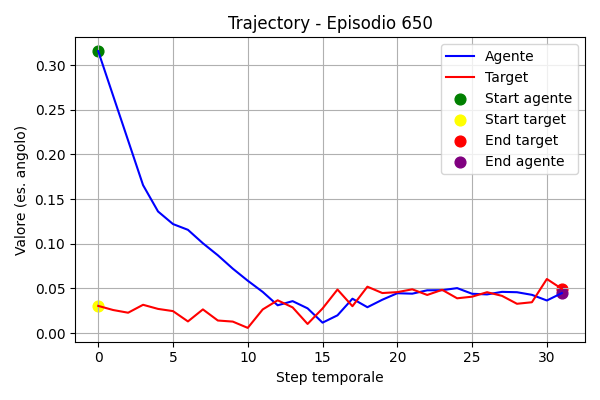 Trajectory - Episodio 650
Agente
Target
Start agente
Start target
End target
End agente
Valore (es. angolo)
0.30
0.25
0.20
0.15
0.10
0.05
0.00
0 5 10 15 20 25 30
Step temporale